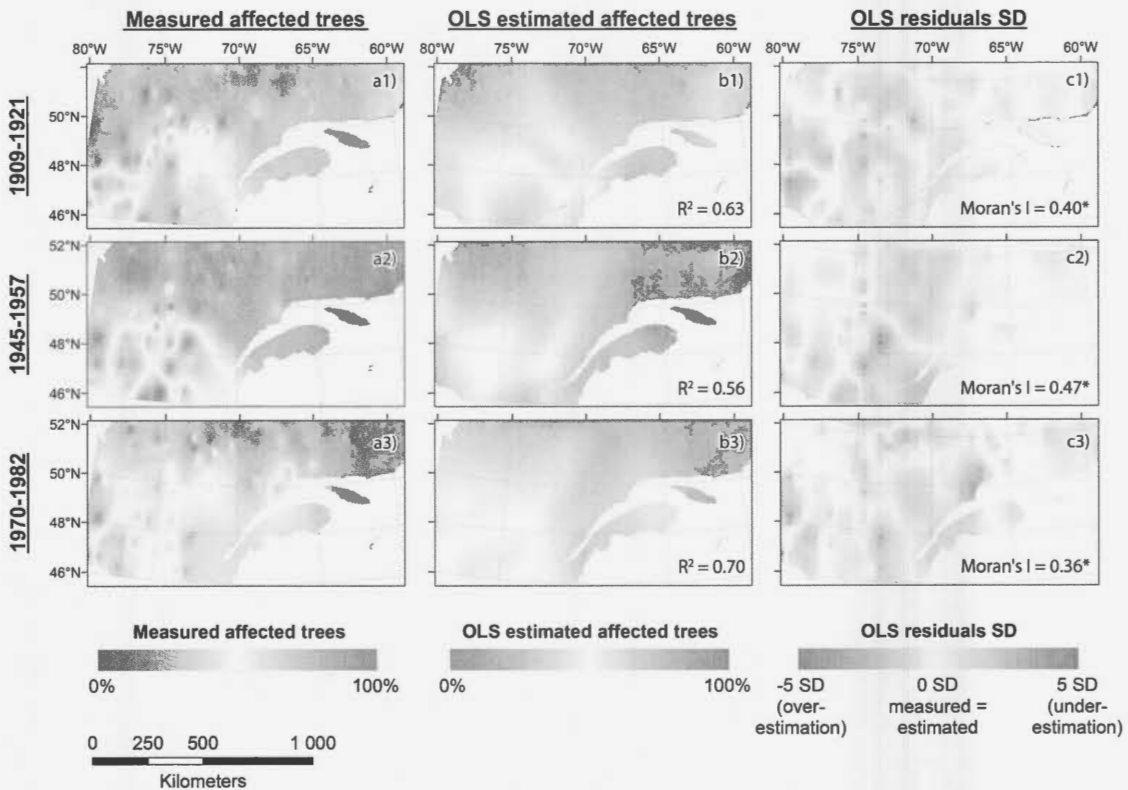 Measured affected trees OLS estimated affected trees OLS residuals SD
80°W 75°W 70°W 65°W 60°W 80°W 75°W 70°W 65°W 60°W 80°W 75°W 70°W 65°W 60°W
1909-1921
a1) b1) c1)
50°N
48°N
46°N
R² = 0.63 Moran's I = 0.40*
1945-1957
52°N
a2) b2) c2)
50°N
48°N
46°N
R² = 0.56 Moran's I = 0.47*
1970-1982
52°N
a3) b3) c3)
50°N
48°N
46°N
R² = 0.70 Moran's I = 0.36*
Measured affected trees OLS estimated affected trees OLS residuals SD
0% 100% 0% 100% -5 SD 0 SD 5 SD
(over- measured = (under-
estimation) estimated estimation)
0 250 500 1 000
Kilometers